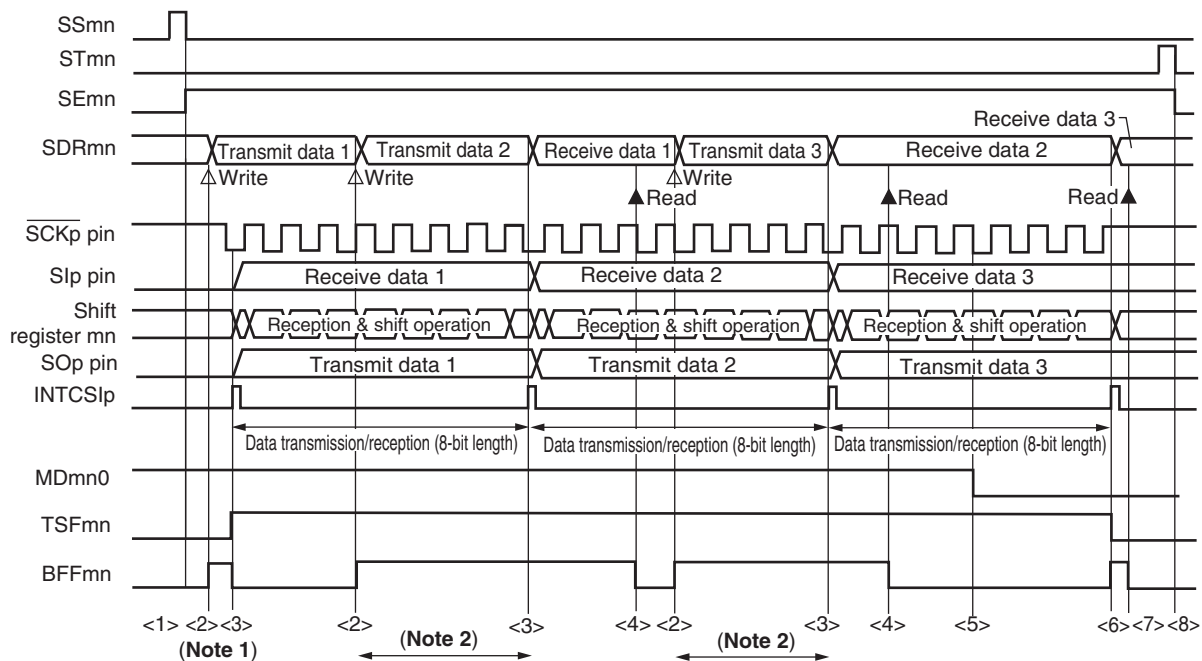 SSmn
STmn
SEmn
Receive data 3
SDRmn
Transmit data 1 Transmit data 2 Receive data 1 Transmit data 3 Receive data 2
Write Write Read Write Read Read
SCKp pin
SIp pin
Receive data 1 Receive data 2 Receive data 3
Shift
register mn
Reception & shift operation Reception & shift operation Reception & shift operation
SOp pin
Transmit data 1 Transmit data 2 Transmit data 3
INTCSIp
Data transmission/reception (8-bit length) Data transmission/reception (8-bit length) Data transmission/reception (8-bit length)
MDmn0
TSFmn
BFFmn
<1> <2> <3> <2> <3> <4> <2> <3> <4> <5> <6> <7> <8>
(Note 1) (Note 2) (Note 2)